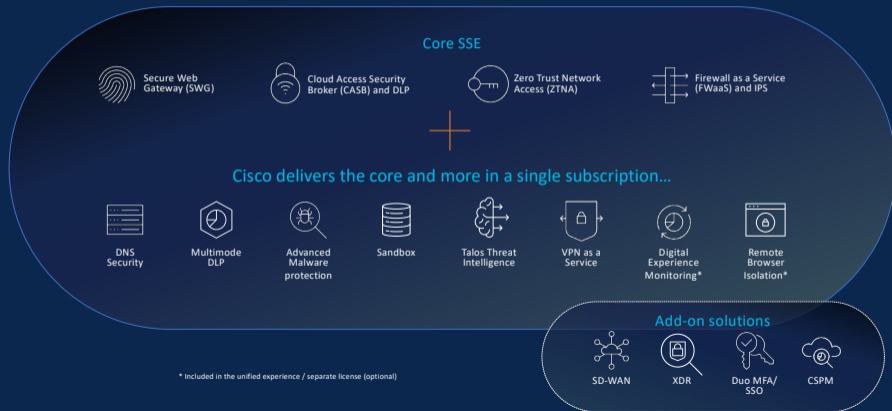 Core SSE
Secure Web
Gateway (SWG)
Cloud Access Security
Broker (CASB) and DLP
Zero Trust Network
Access (ZTNA)
Firewall as a Service
(FWaaS) and IPS
Cisco delivers the core and more in a single subscription…
DNS
Security
Multimode
DLP
Advanced
Malware
protection
Sandbox
Talos Threat
Intelligence
VPN as a
Service
Digital
Experience
Monitoring*
Remote
Browser
Isolation*
Add-on solutions
SD-WAN
XDR
Duo MFA/
SSO
CSPM
* Included in the unified experience / separate license (optional)